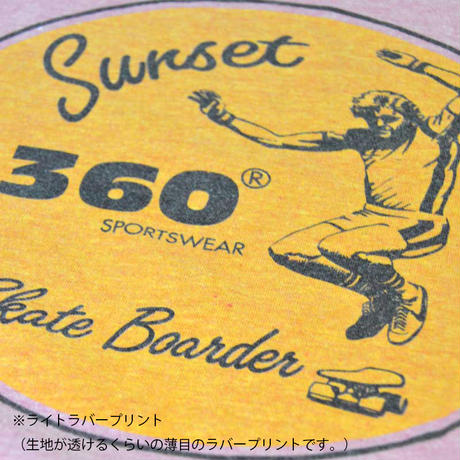 Sunset
360®
SPORTSWEAR
Skate Boarder
※ライトラバープリント
（生地が透けるくらいの薄目のラバープリントです。）